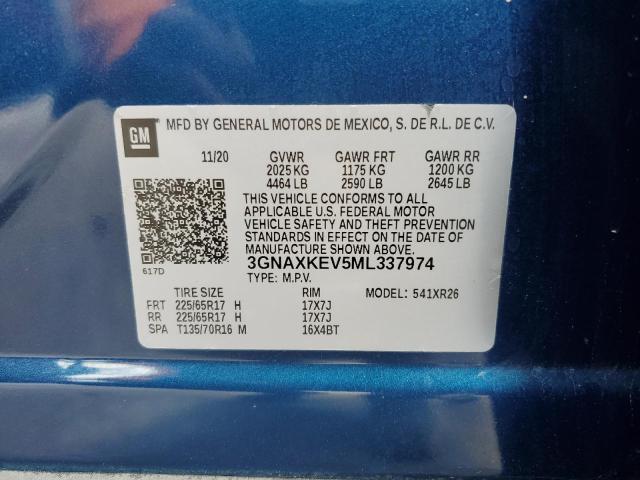 GM
MFD BY GENERAL MOTORS DE MEXICO, S. DE R.L. DE C.V.
11/20 GVWR GAWR FRT GAWR RR
2025 KG 1175 KG 1200 KG
4464 LB 2590 LB 2645 LB
THIS VEHICLE CONFORMS TO ALL
APPLICABLE U.S. FEDERAL MOTOR
VEHICLE SAFETY AND THEFT PREVENTION
STANDARDS IN EFFECT ON THE DATE OF
MANUFACTURE SHOWN ABOVE.
617D 3GNAXKEV5ML337974
TYPE: M.P.V.
TIRE SIZE RIM MODEL: 541XR26
FRT 225/65R17 H 17X7J
RR 225/65R17 H 17X7J
SPA T135/70R16 M 16X4BT